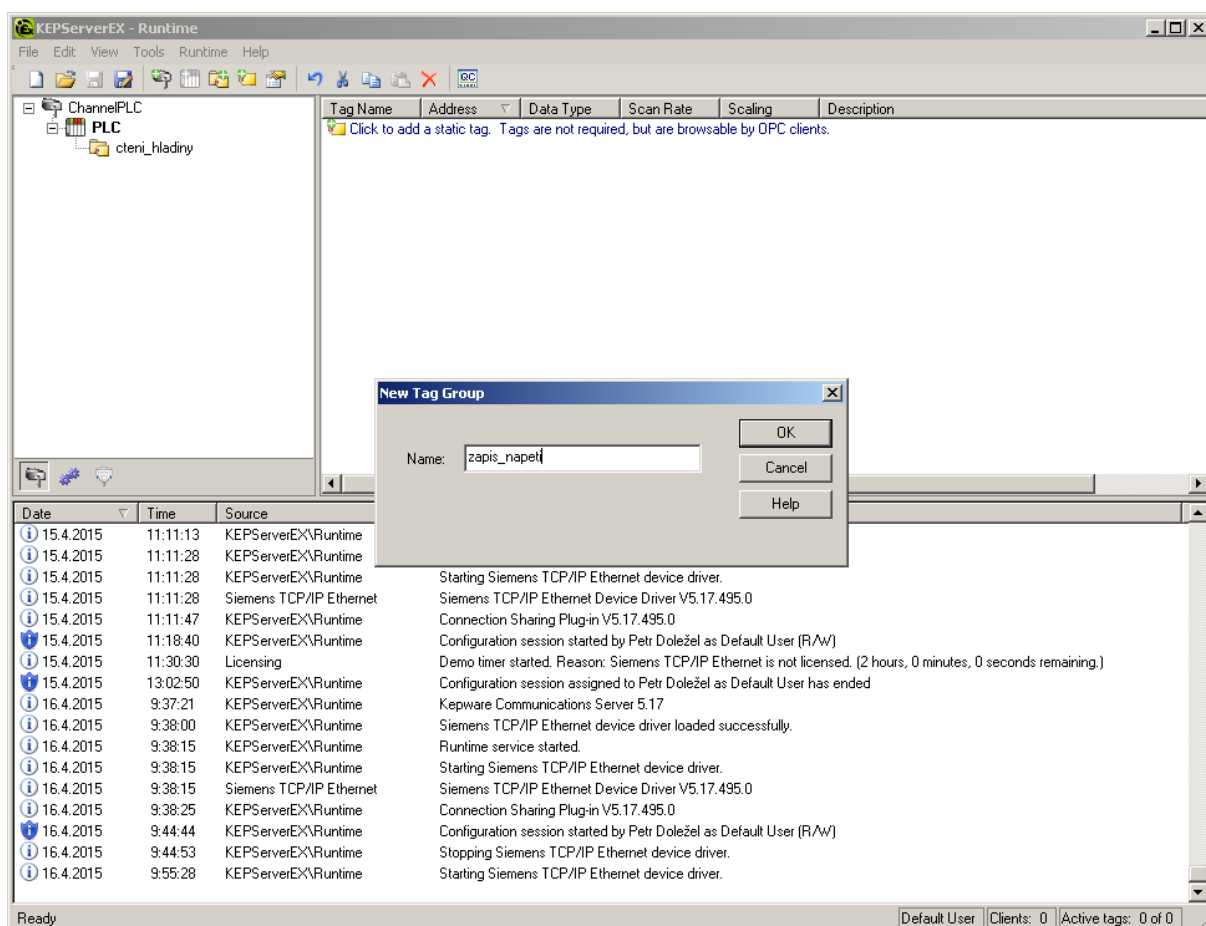 KEPServerEX - Runtime
File Edit View Tools Runtime Help
ChannelPLC
PLC
cteni_hladiny
Tag Name Address Data Type Scan Rate Scaling Description
Click to add a static tag. Tags are not required, but are browsable by OPC clients.
New Tag Group
Name: zapis_napeti
OK
Cancel
Help
Date Time Source
15.4.2015 11:11:13 KEPServerEX\Runtime
15.4.2015 11:11:28 KEPServerEX\Runtime
15.4.2015 11:11:28 KEPServerEX\Runtime Starting Siemens TCP/IP Ethernet device driver.
15.4.2015 11:11:28 Siemens TCP/IP Ethernet Siemens TCP/IP Ethernet Device Driver V5.17.495.0
15.4.2015 11:11:47 KEPServerEX\Runtime Connection Sharing Plug-in V5.17.495.0
15.4.2015 11:18:40 KEPServerEX\Runtime Configuration session started by Petr Doležel as Default User (R/W)
15.4.2015 11:30:30 Licensing Demo timer started. Reason: Siemens TCP/IP Ethernet is not licensed. (2 hours, 0 minutes, 0 seconds remaining.)
15.4.2015 13:02:50 KEPServerEX\Runtime Configuration session assigned to Petr Doležel as Default User has ended
16.4.2015 9:37:21 KEPServerEX\Runtime Kepware Communications Server 5.17
16.4.2015 9:38:00 KEPServerEX\Runtime Siemens TCP/IP Ethernet device driver loaded successfully.
16.4.2015 9:38:15 KEPServerEX\Runtime Runtime service started.
16.4.2015 9:38:15 KEPServerEX\Runtime Starting Siemens TCP/IP Ethernet device driver.
16.4.2015 9:38:15 Siemens TCP/IP Ethernet Siemens TCP/IP Ethernet Device Driver V5.17.495.0
16.4.2015 9:38:25 KEPServerEX\Runtime Connection Sharing Plug-in V5.17.495.0
16.4.2015 9:44:44 KEPServerEX\Runtime Configuration session started by Petr Doležel as Default User (R/W)
16.4.2015 9:44:53 KEPServerEX\Runtime Stopping Siemens TCP/IP Ethernet device driver.
16.4.2015 9:55:28 KEPServerEX\Runtime Starting Siemens TCP/IP Ethernet device driver.
Ready Default User Clients: 0 Active tags: 0 of 0